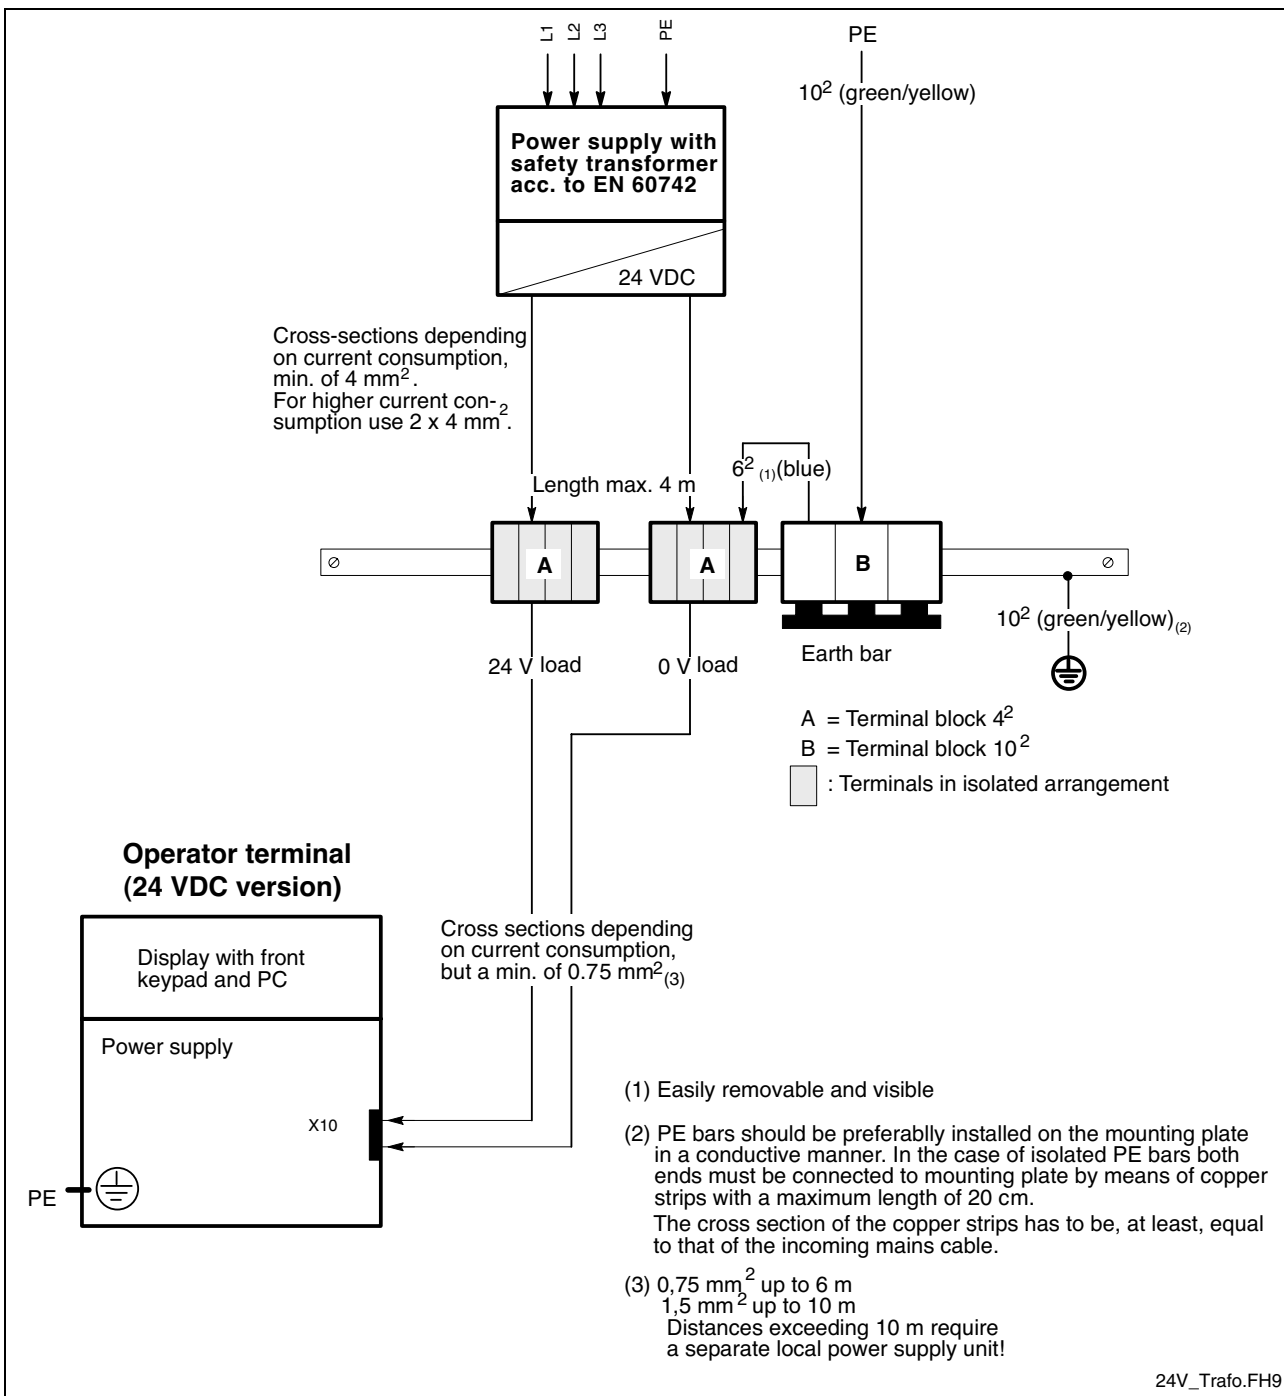 L1
L2
L3
PE
PE
10² (green/yellow)
Power supply with
safety transformer
acc. to EN 60742
24 VDC
Cross-sections depending
on current consumption,
min. of 4 mm².
For higher current con-
sumption use 2 x 4 mm².
Length max. 4 m
6² (1)(blue)
A
A
B
10² (green/yellow)(2)
Earth bar
24 V load
0 V load
A = Terminal block 4²
B = Terminal block 10²
: Terminals in isolated arrangement
Operator terminal
(24 VDC version)
Display with front
keypad and PC
Power supply
X10
PE
Cross sections depending
on current consumption,
but a min. of 0.75 mm²(3)
(1) Easily removable and visible
(2) PE bars should be preferablly installed on the mounting plate
in a conductive manner. In the case of isolated PE bars both
ends must be connected to mounting plate by means of copper
strips with a maximum length of 20 cm.
The cross section of the copper strips has to be, at least, equal
to that of the incoming mains cable.
(3) 0,75 mm² up to 6 m
1,5 mm² up to 10 m
Distances exceeding 10 m require
a separate local power supply unit!
24V_Trafo.FH9